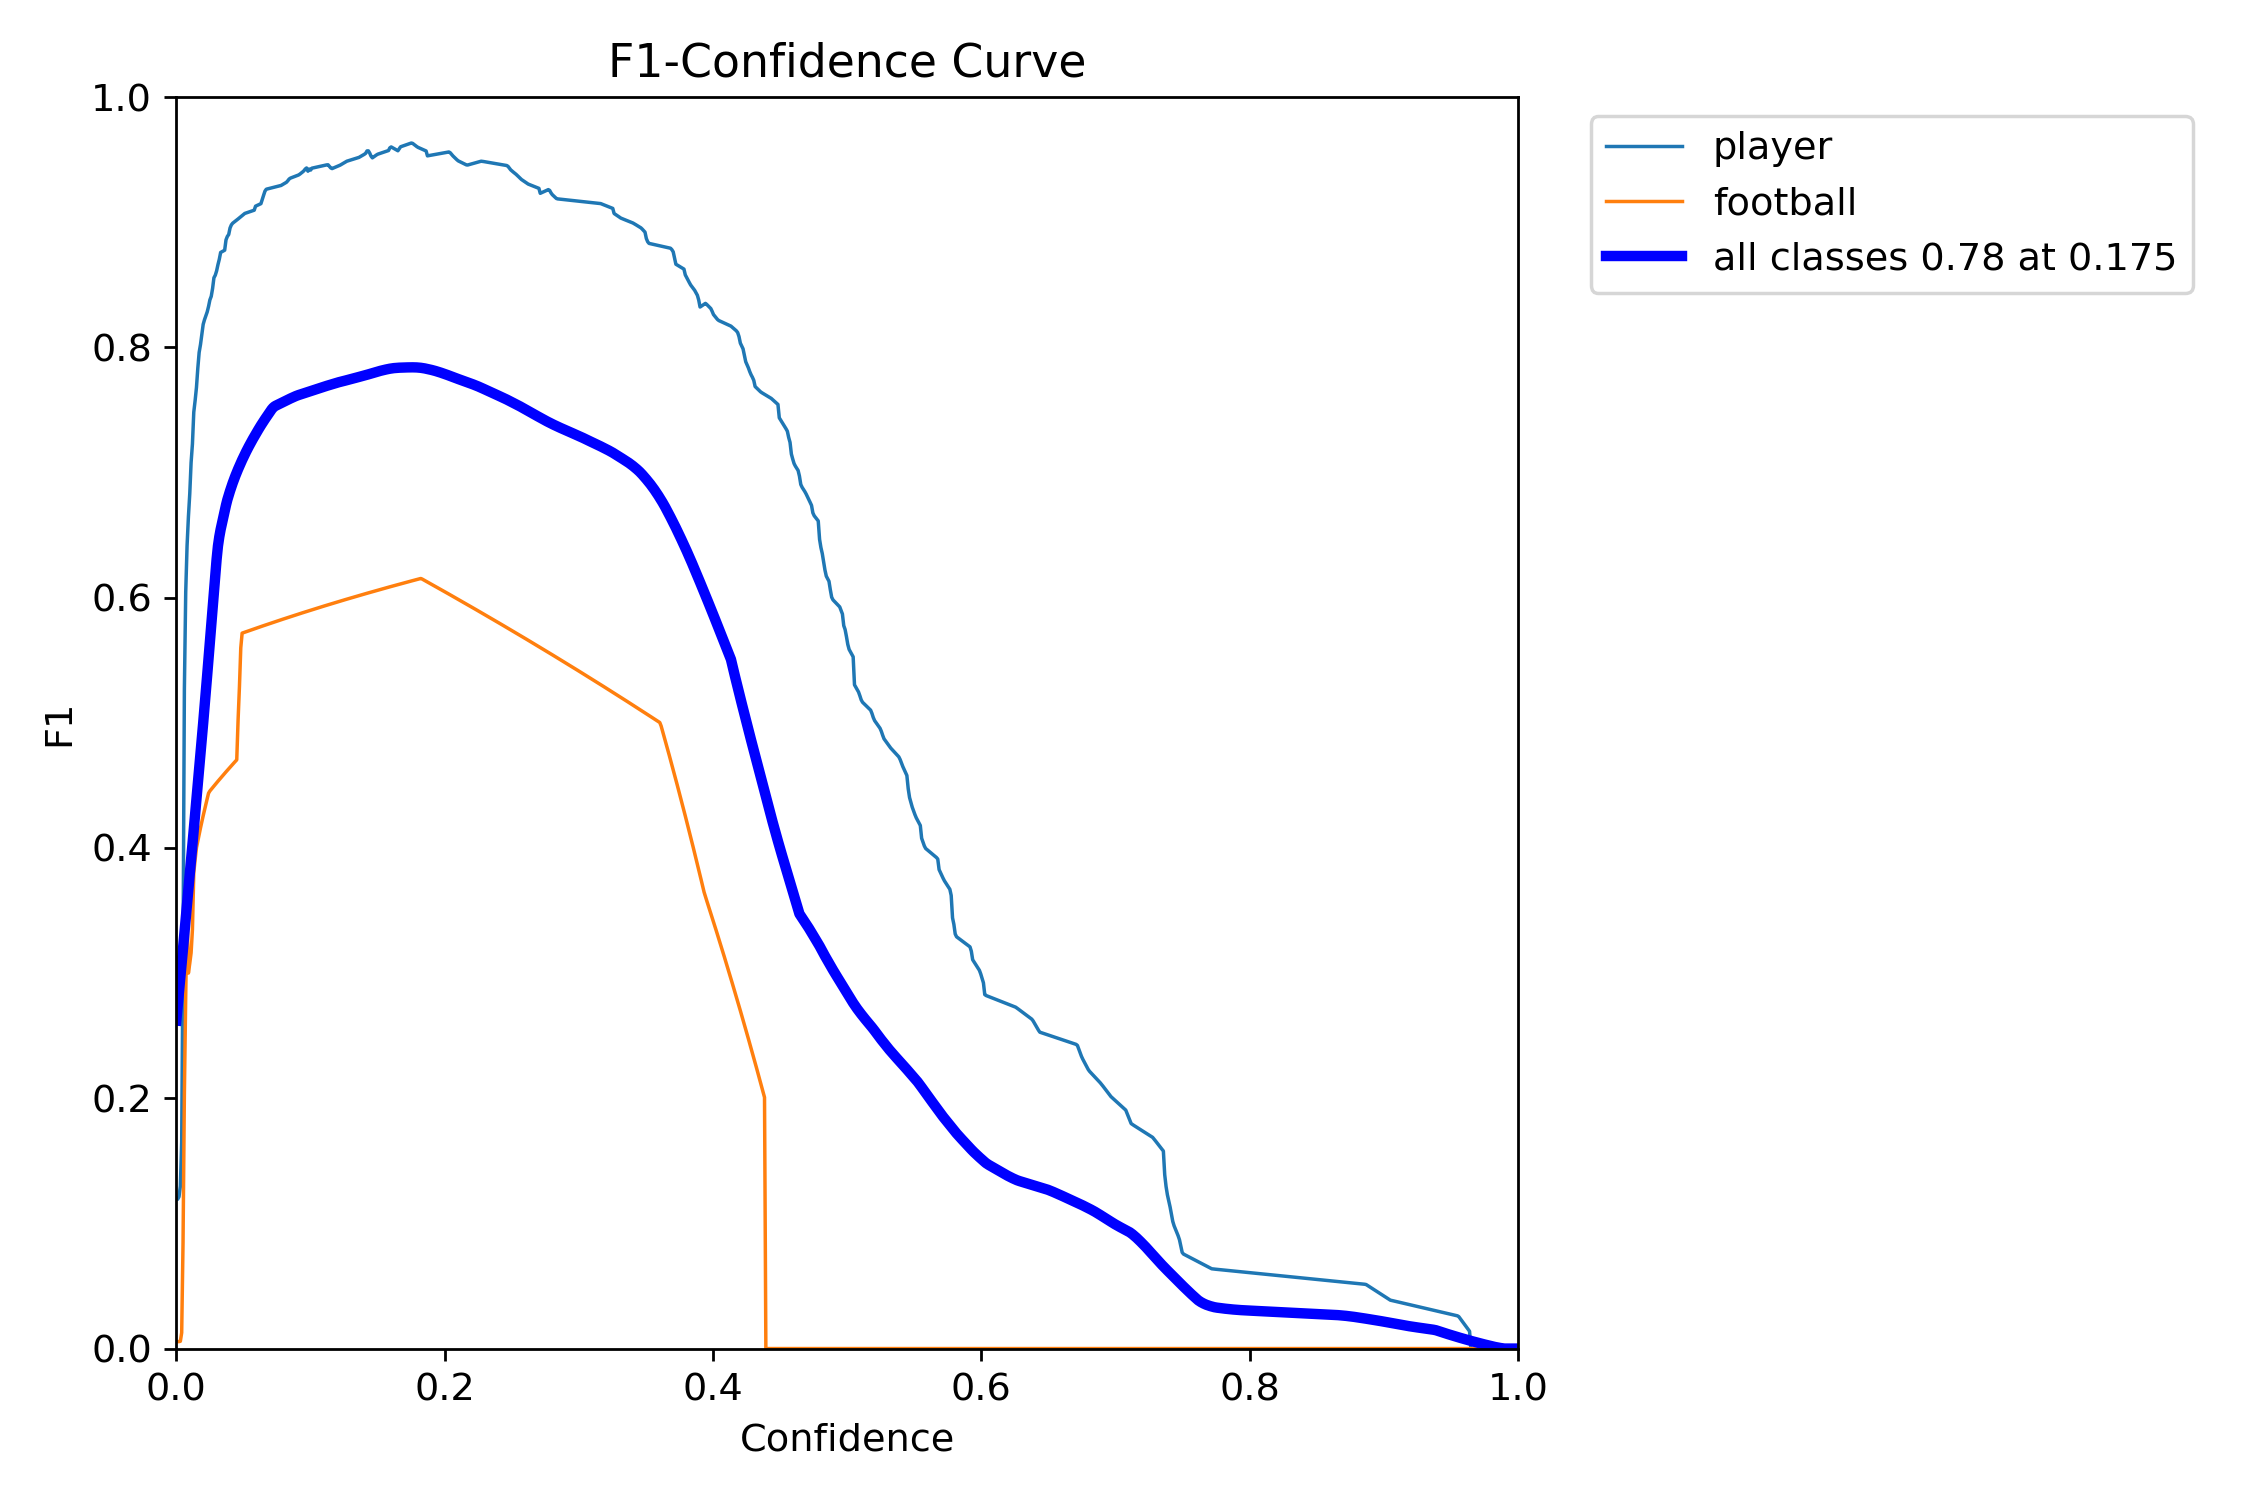 F1-Confidence Curve
1.0
0.8
0.6
0.4
0.2
0.0
F1
0.0 0.2 0.4 0.6 0.8 1.0
Confidence
player
football
all classes 0.78 at 0.175